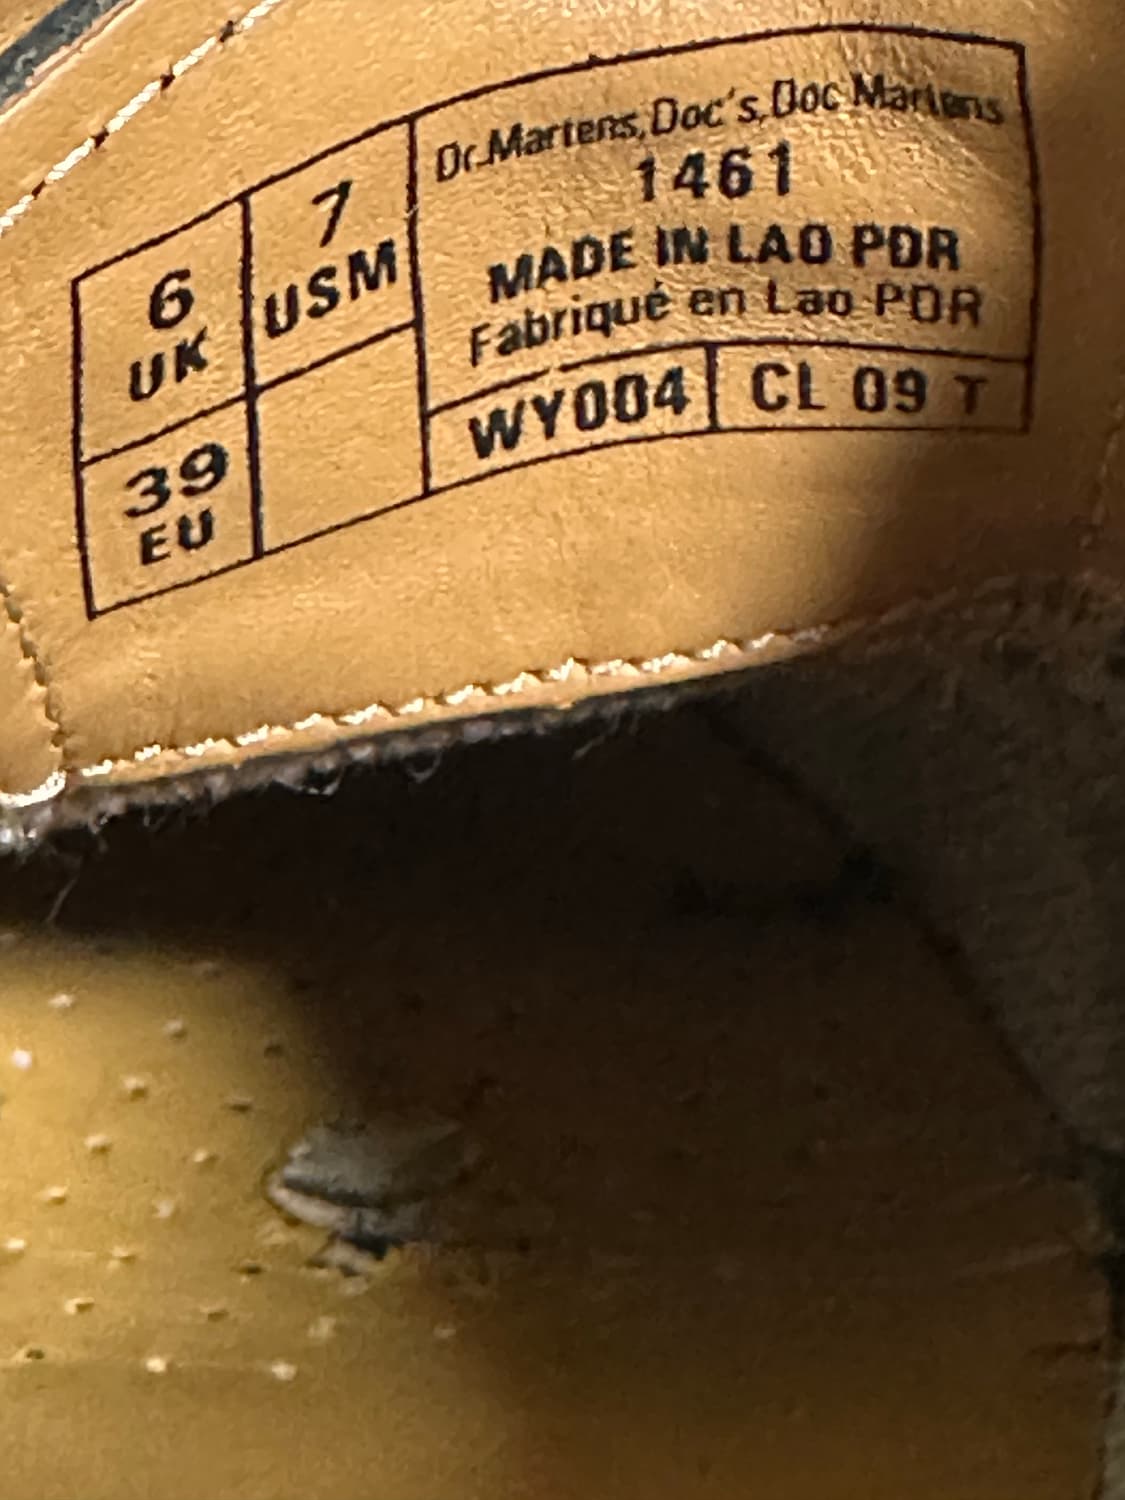 6
UK
7
USM
39
EU
Dr.Martens,Doc's,Doc Martens
1461
MADE IN LAO PDR
Fabriqué en Lao PDR
WY004
CL 09 T